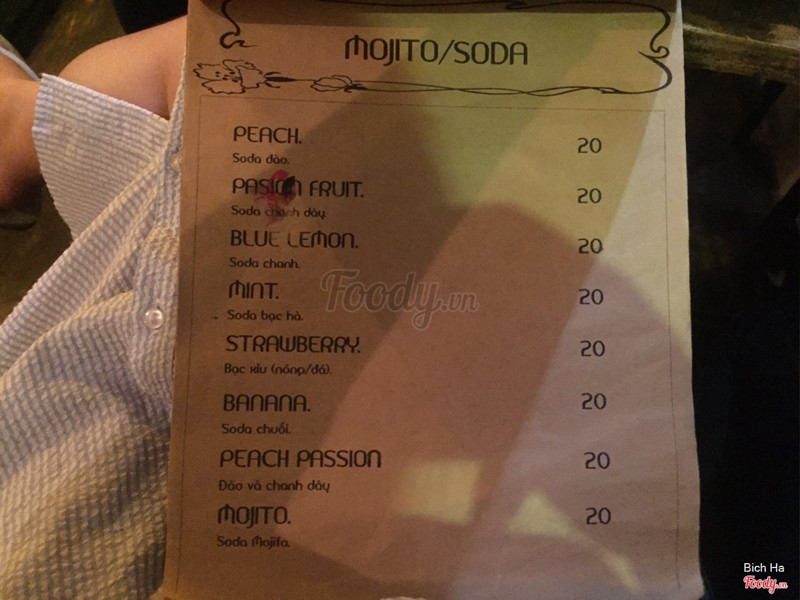 MOJITO/SODA
PEACH. 20
Soda đào.
PASION FRUIT. 20
Soda chanh dây.
BLUE LEMON. 20
Soda chanh.
MINT. 20
Soda bạc hà.
STRAWBERRY. 20
Bạc xỉu (nóng/đá).
BANANA. 20
Soda chuối.
PEACH PASSION 20
Đào và chanh dây
MOJITO. 20
Soda Mojito.
Foody.vn
Bich Ha
Foody.vn